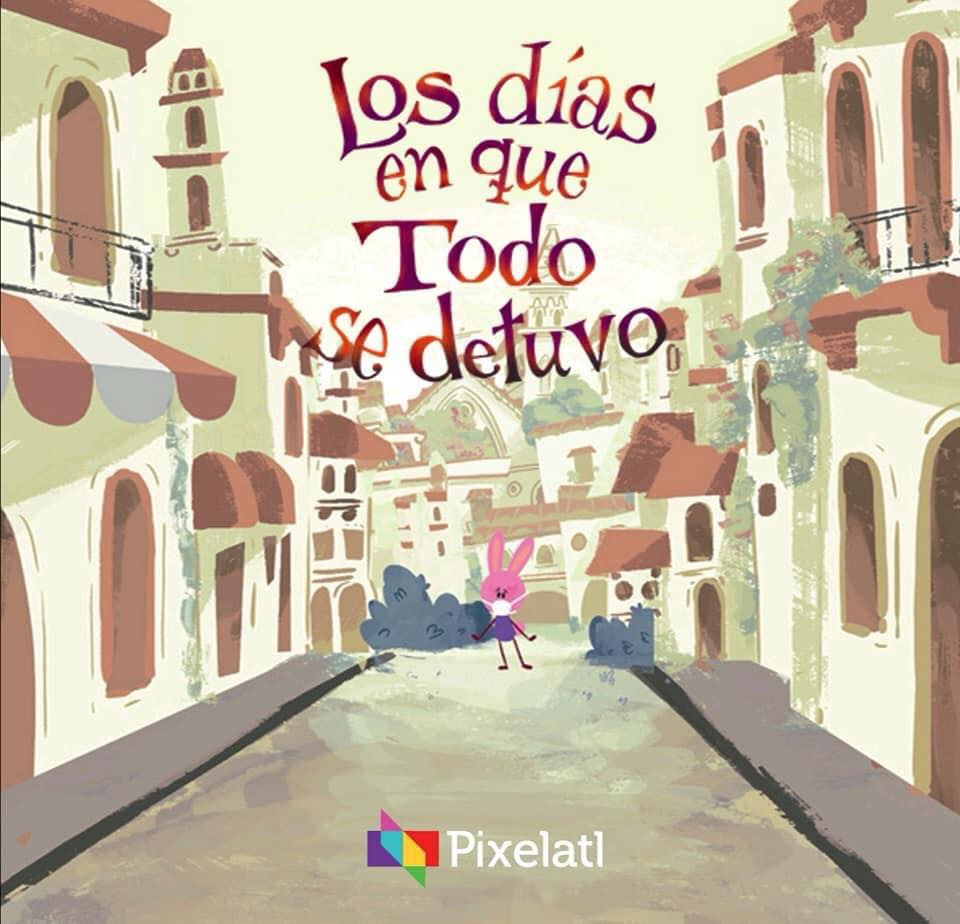 Los días
en que
Todo
se detuvo
Pixelatl